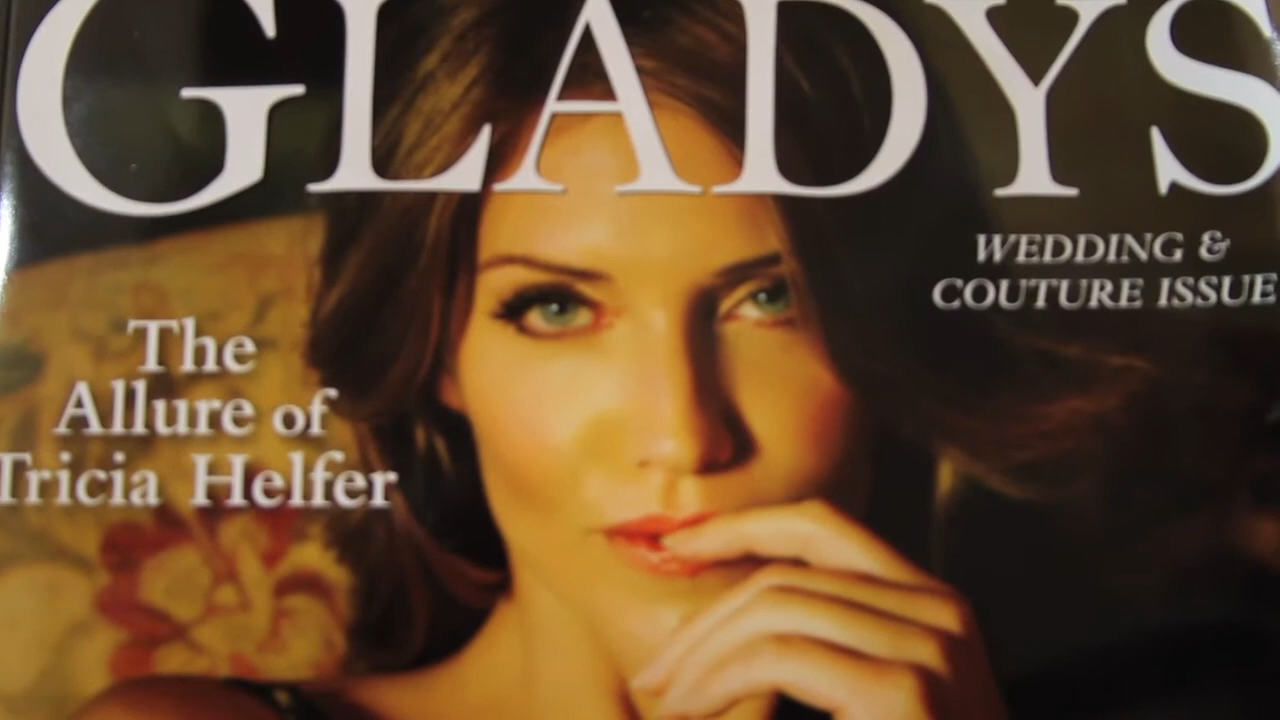 GLADYS
WEDDING &
COUTURE ISSUE
The
Allure of
Tricia Helfer